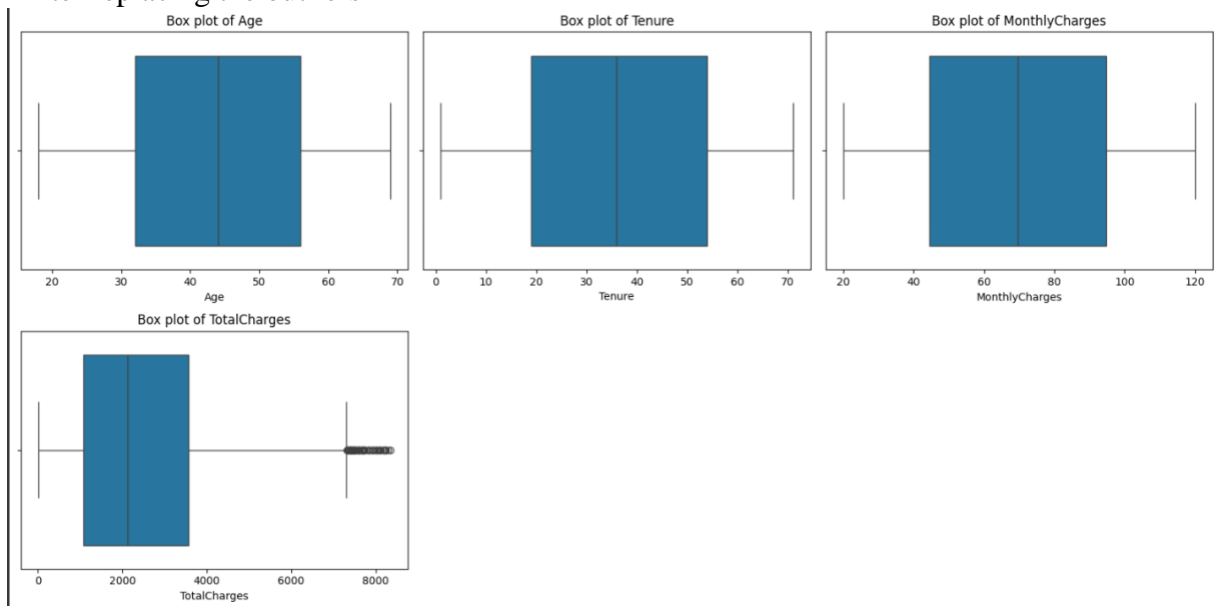 Box plot of Age
Box plot of Tenure
Box plot of MonthlyCharges
20 30 40 50 60 70
0 10 20 30 40 50 60 70
20 40 60 80 100 120
Age
Tenure
MonthlyCharges
Box plot of TotalCharges
0 2000 4000 6000 8000
TotalCharges